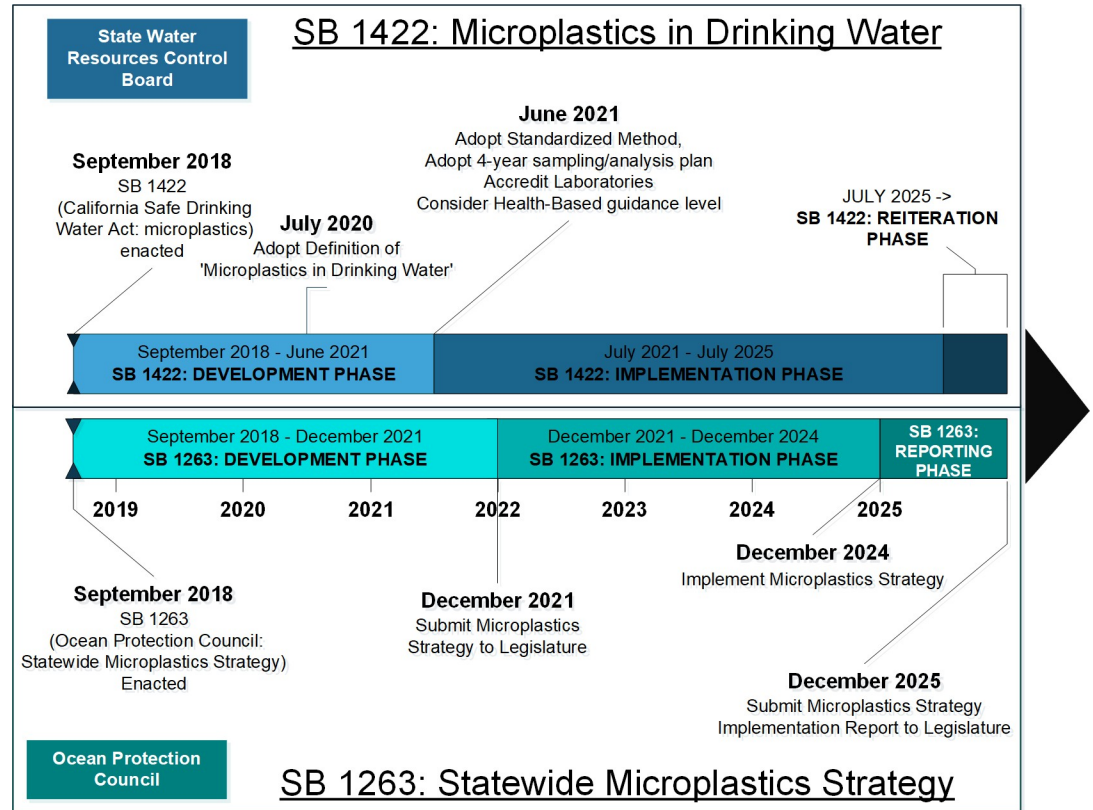 State Water
Resources Control
Board
SB 1422: Microplastics in Drinking Water
June 2021
Adopt Standardized Method,
Adopt 4-year sampling/analysis plan
Accredit Laboratories
Consider Health-Based guidance level
September 2018
SB 1422
(California Safe Drinking
Water Act: microplastics)
enacted
July 2020
Adopt Definition of
'Microplastics in Drinking Water'
JULY 2025 ->
SB 1422: REITERATION
PHASE
September 2018 - June 2021
SB 1422: DEVELOPMENT PHASE
July 2021 - July 2025
SB 1422: IMPLEMENTATION PHASE
September 2018 - December 2021
SB 1263: DEVELOPMENT PHASE
December 2021 - December 2024
SB 1263: IMPLEMENTATION PHASE
SB 1263:
REPORTING
PHASE
2019
2020
2021
2022
2023
2024
2025
September 2018
SB 1263
(Ocean Protection Council:
Statewide Microplastics Strategy)
Enacted
December 2021
Submit Microplastics
Strategy to Legislature
December 2024
Implement Microplastics Strategy
December 2025
Submit Microplastics Strategy
Implementation Report to Legislature
Ocean Protection
Council
SB 1263: Statewide Microplastics Strategy